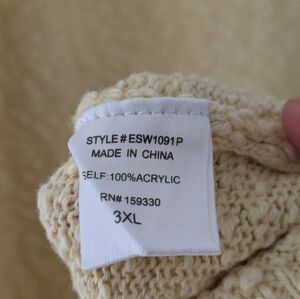 STYLE#ESW1091P
MADE IN CHINA
SELF:100%ACRYLIC
RN# 159330
3XL